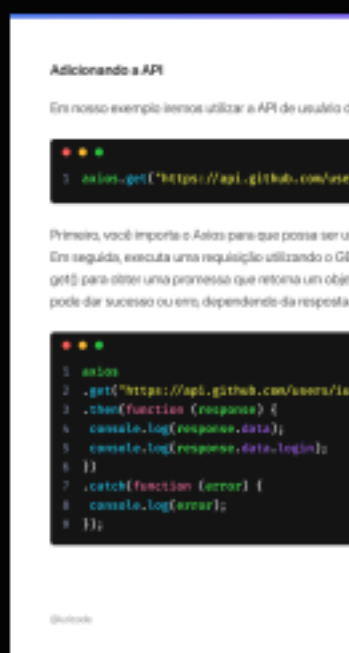 Adicionando a API
Em nosso exemplo iremos utilizar a API de usuário d
1 axios.get("https://api.github.com/use
Primeiro, você importa o Axios para que possa ser u
Em seguida, executa uma requisição utilizando o GE
get() para obter uma promessa que retorna um obje
pode dar sucesso ou erro, dependendo da resposta
1 axios
2 .get("https://api.github.com/users/
3 .then(function (response) {
4 console.log(response.data);
5 console.log(response.data.login);
6 })
7 .catch(function (error) {
8 console.log(error);
9 });